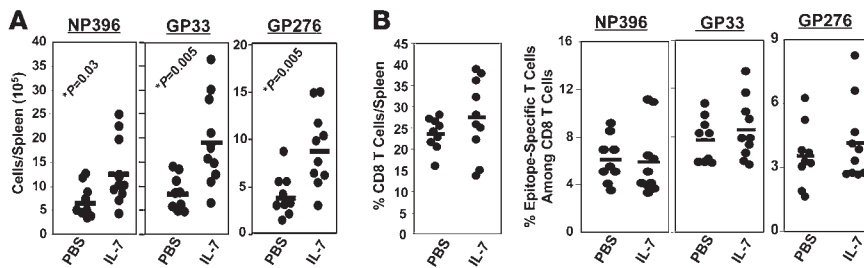 A
NP396
GP33
GP276
Cells/Spleen (10⁵)
40
35
30
25
20
15
10
5
0
*P=0.03
*P=0.005
20
15
10
5
0
*P=0.005
PBS
IL-7
PBS
IL-7
PBS
IL-7
B
% CD8 T Cells/Spleen
45
40
35
30
25
20
15
10
5
0
PBS
IL-7
NP396
GP33
GP276
% Epitope-Specific T Cells
Among CD8 T Cells
16
12
8
4
0
9
6
3
0
PBS
IL-7
PBS
IL-7
PBS
IL-7